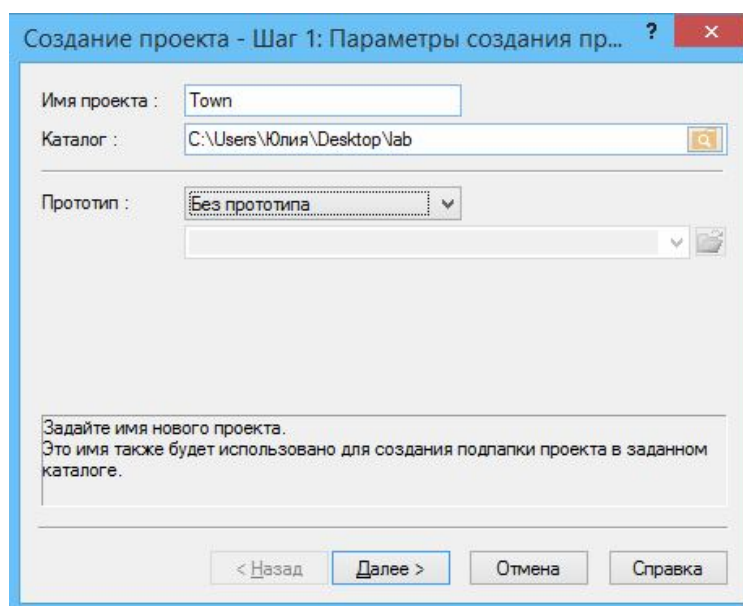 Создание проекта - Шаг 1: Параметры создания пр... ? ×
Имя проекта : Town
Каталог : C:\Users\Юлия\Desktop\lab
Прототип : Без прототипа
Задайте имя нового проекта.
Это имя также будет использовано для создания подпапки проекта в заданном
каталоге.
< Назад Далее > Отмена Справка